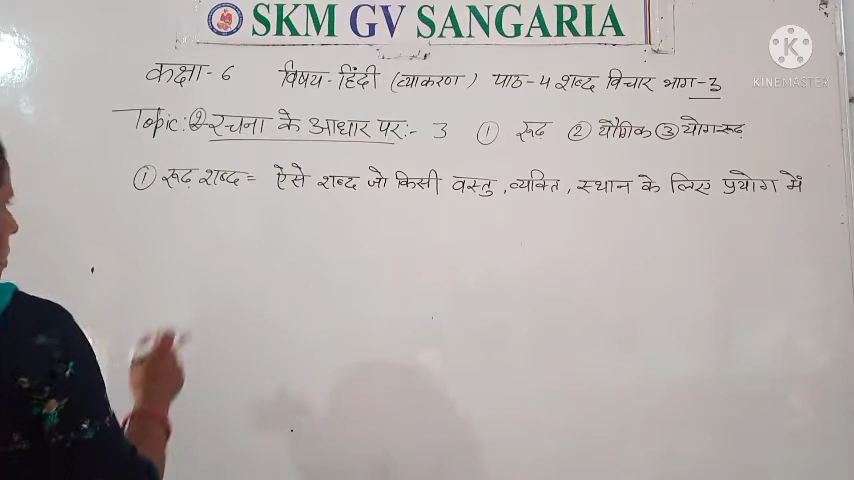 SKM GV SANGARIA
KINEMASTER
कक्षा - 6 विषय - हिंदी (व्याकरण) पाठ - 4 शब्द विचार भाग - 3
Topic: ② रचना के आधार पर :- 3 ① रूढ़ ② यौगिक ③ योगरूढ़
① रूढ़ शब्द = ऐसे शब्द जो किसी वस्तु, व्यक्ति, स्थान के लिए प्रयोग में